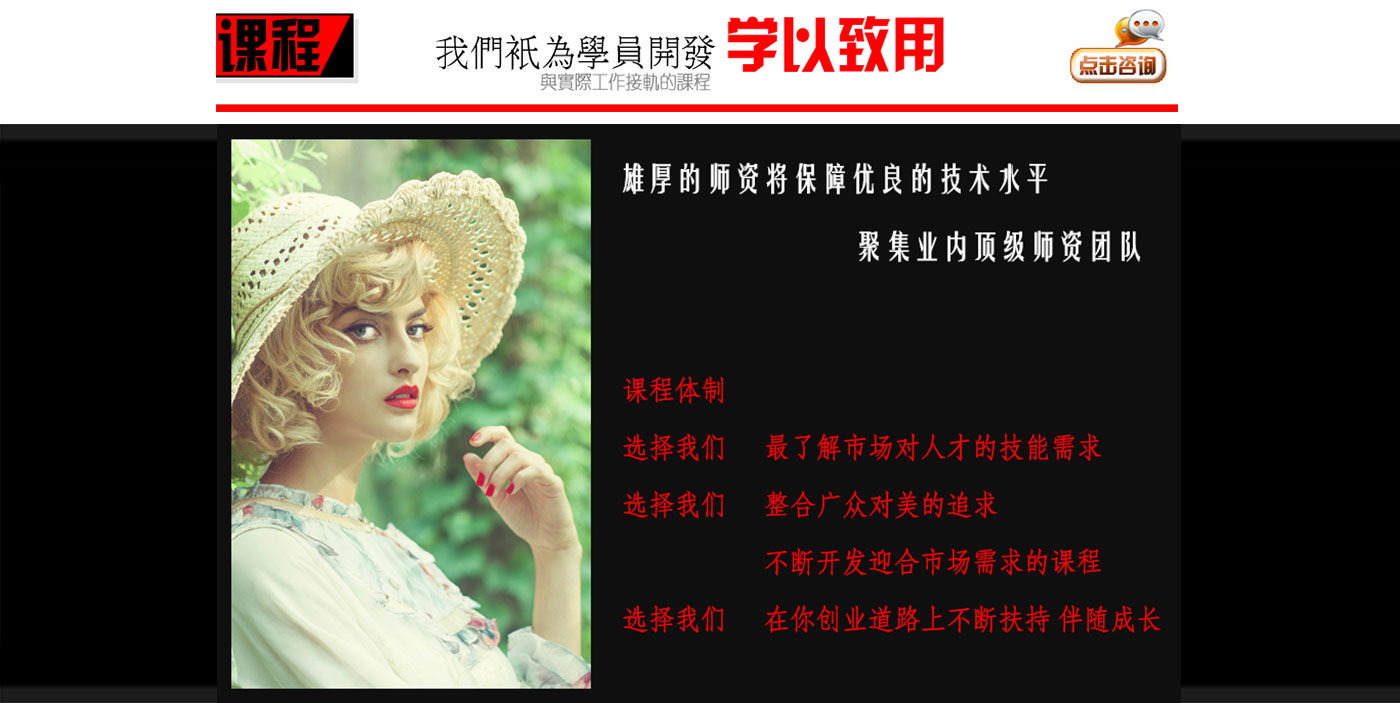 课程
我們祇為學員開發 学以致用
與實際工作接軌的課程
点击咨询
雄厚的师资将保障优良的技术水平
聚集业内顶级师资团队
课程体制
选择我们 最了解市场对人才的技能需求
选择我们 整合广众对美的追求
不断开发迎合市场需求的课程
选择我们 在你创业道路上不断扶持 伴随成长